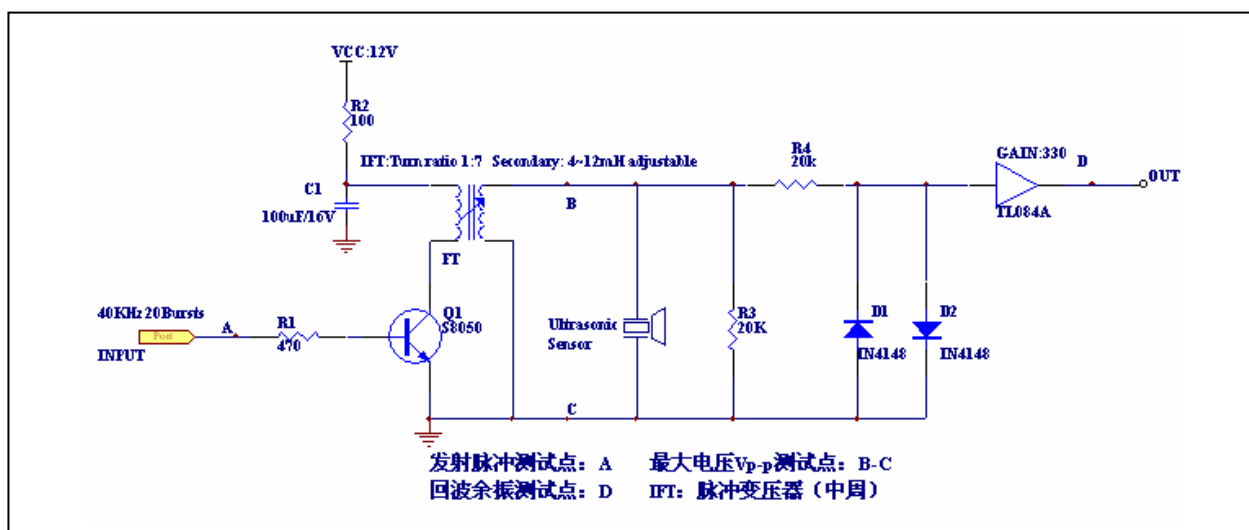 VCC:12V
R2
100
IFT:Turn ratio 1:7 Secondary: 4~12mH adjustable
R4
20k
GAIN:330
D
OUT
C1
100uF/16V
B
TL084A
FT
40KHz 20Bursts
Port
INPUT
A
R1
470
Q1
S8050
Ultrasonic
Sensor
R3
20K
D1
IN4148
D2
IN4148
C
发射脉冲测试点：A 最大电压Vp-p测试点：B-C
回波余振测试点：D IFT：脉冲变压器（中周）